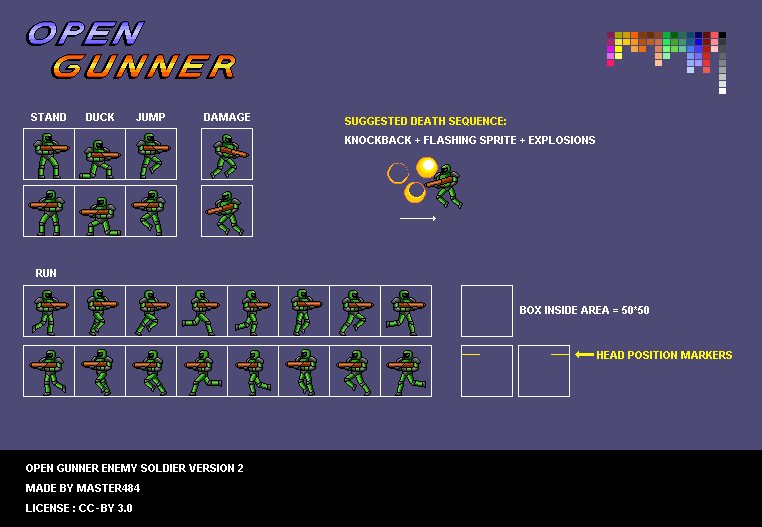 OPEN
GUNNER
STAND DUCK JUMP DAMAGE
SUGGESTED DEATH SEQUENCE:
KNOCKBACK + FLASHING SPRITE + EXPLOSIONS
RUN
BOX INSIDE AREA = 50*50
HEAD POSITION MARKERS
OPEN GUNNER ENEMY SOLDIER VERSION 2
MADE BY MASTER484
LICENSE : CC-BY 3.0